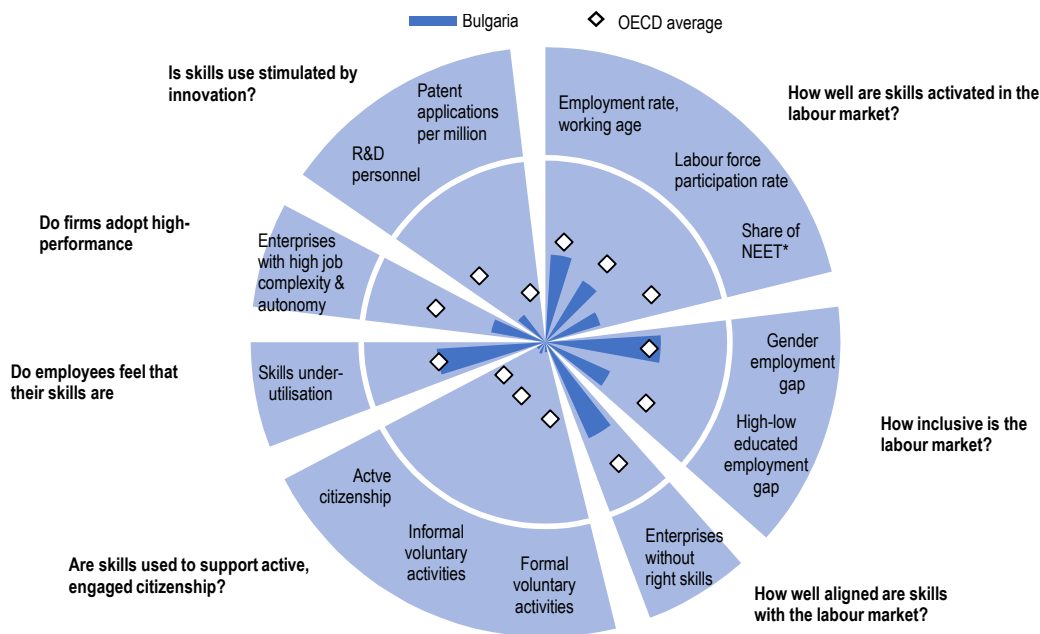 Bulgaria
OECD average
Is skills use stimulated by
innovation?
Patent
applications
per million
R&D
personnel
Employment rate,
working age
Labour force
participation rate
Share of
NEET*
How well are skills activated in the
labour market?
Do firms adopt high-
performance
Enterprises
with high job
complexity &
autonomy
Gender
employment
gap
High-low
educated
employment
gap
How inclusive is the
labour market?
Do employees feel that
their skills are
Skills under-
utilisation
Actve
citizenship
Informal
voluntary
activities
Formal
voluntary
activities
Are skills used to support active,
engaged citizenship?
Enterprises
without
right skills
How well aligned are skills
with the labour market?